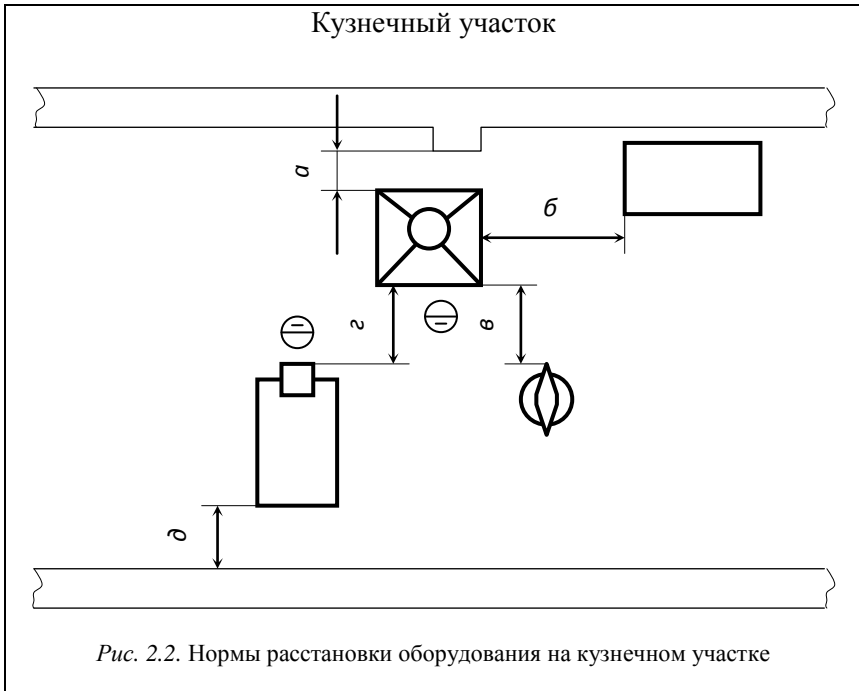 Кузнечный участок
а
б
г
в
д
Рис. 2.2. Нормы расстановки оборудования на кузнечном участке